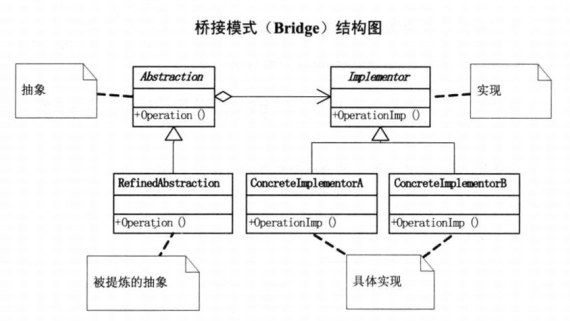 桥接模式（Bridge）结构图
抽象
Abstraction
+Operation ()
Implementor
+OperationImp ()
实现
RefinedAbstraction
+Operation ()
ConcreteImplementorA
+OperationImp ()
ConcreteImplementorB
+OperationImp ()
被提炼的抽象
具体实现